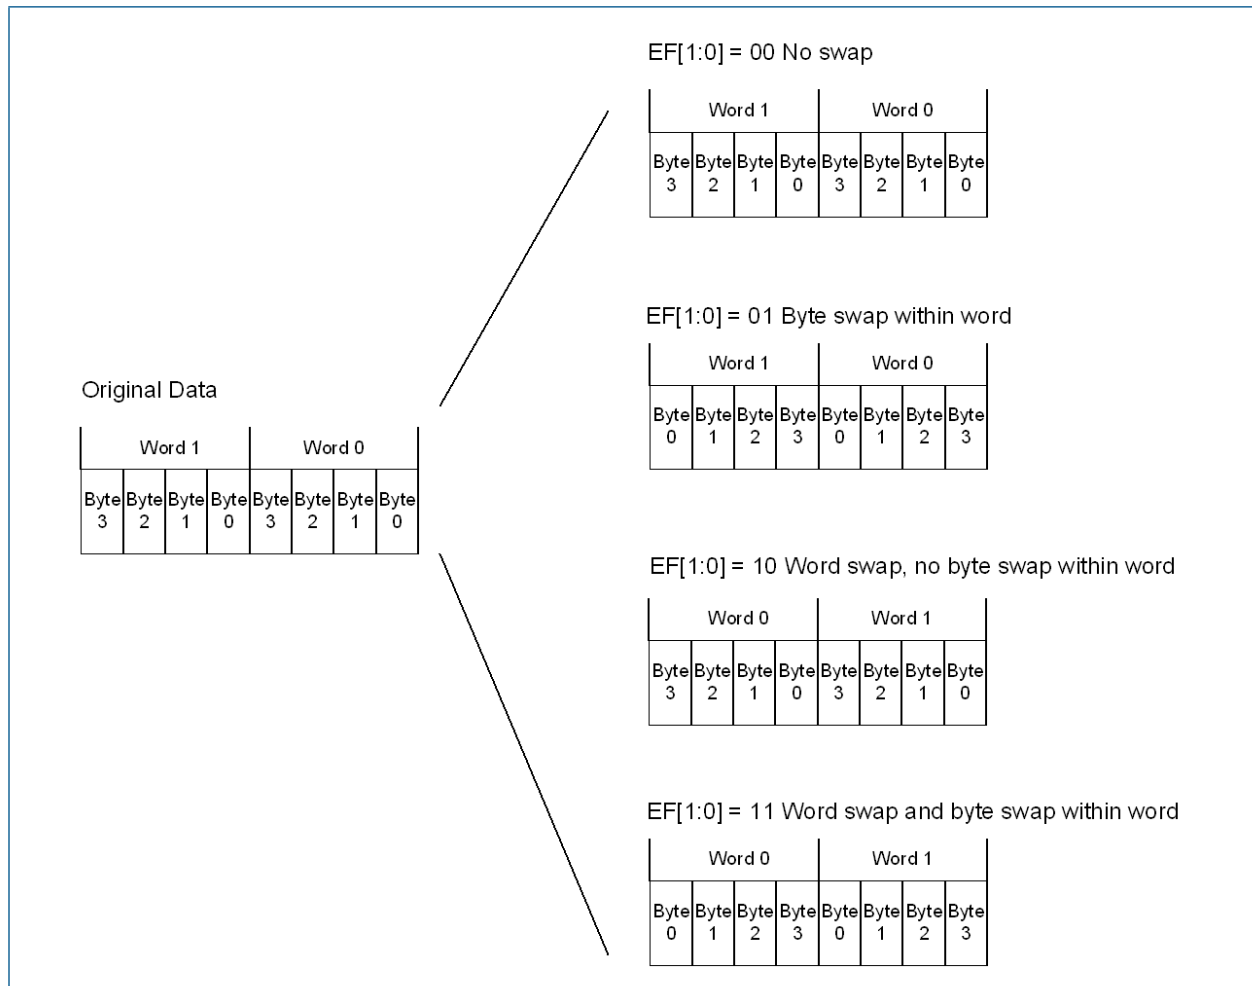 EF[1:0] = 00 No swap
Word 1 Word 0
Byte Byte Byte Byte Byte Byte Byte Byte
3 2 1 0 3 2 1 0
EF[1:0] = 01 Byte swap within word
Word 1 Word 0
Byte Byte Byte Byte Byte Byte Byte Byte
0 1 2 3 0 1 2 3
Original Data
Word 1 Word 0
Byte Byte Byte Byte Byte Byte Byte Byte
3 2 1 0 3 2 1 0
EF[1:0] = 10 Word swap, no byte swap within word
Word 0 Word 1
Byte Byte Byte Byte Byte Byte Byte Byte
3 2 1 0 3 2 1 0
EF[1:0] = 11 Word swap and byte swap within word
Word 0 Word 1
Byte Byte Byte Byte Byte Byte Byte Byte
0 1 2 3 0 1 2 3